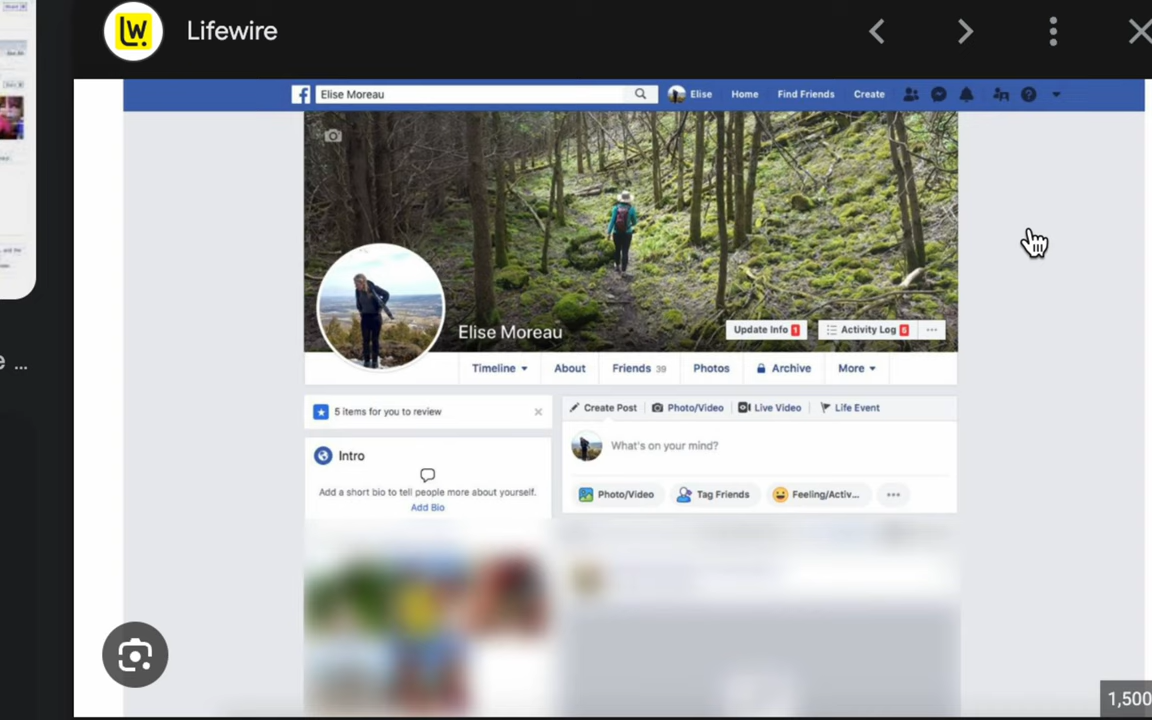 Lifewire
Elise Moreau
Elise
Home
Find Friends
Create
Elise Moreau
Update Info 1
Activity Log 6
Timeline
About
Friends 39
Photos
Archive
More
5 items for you to review
Create Post
Photo/Video
Live Video
Life Event
Intro
What's on your mind?
Add a short bio to tell people more about yourself.
Add Bio
Photo/Video
Tag Friends
Feeling/Activ...
1,500